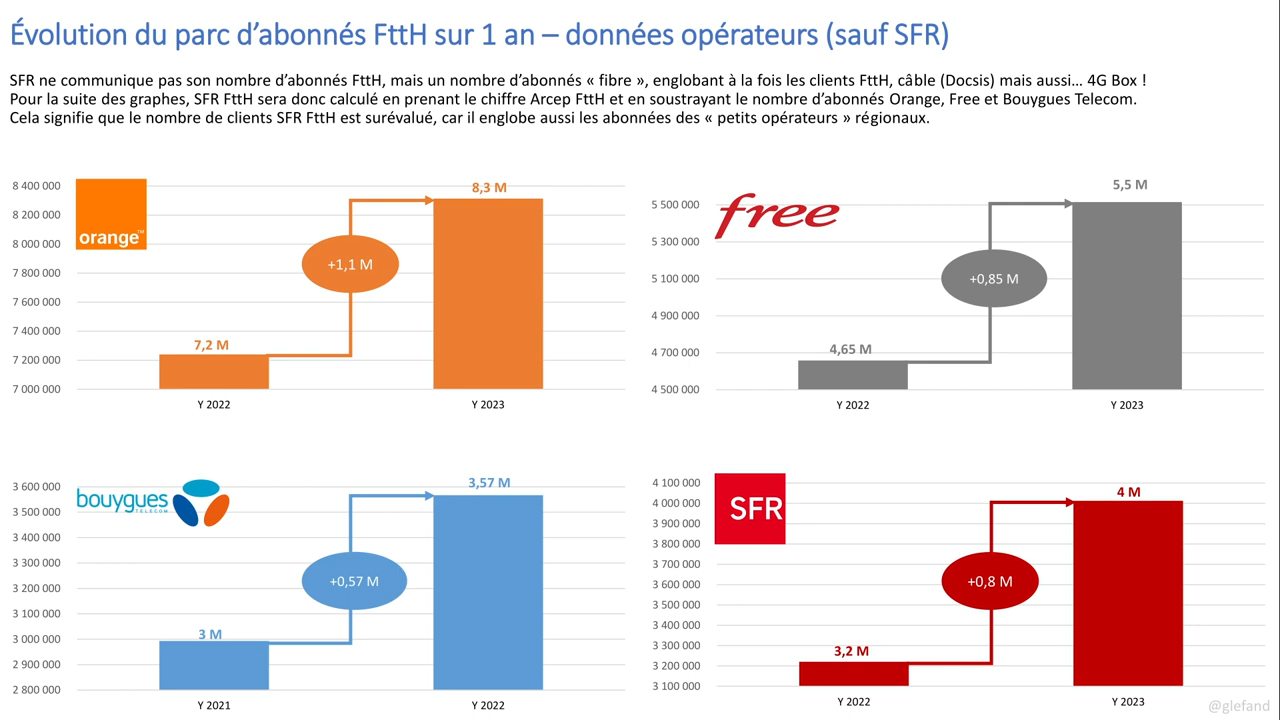 Évolution du parc d’abonnés FttH sur 1 an – données opérateurs (sauf SFR)
SFR ne communique pas son nombre d’abonnés FttH, mais un nombre d’abonnés « fibre », englobant à la fois les clients FttH, câble (Docsis) mais aussi… 4G Box !
Pour la suite des graphes, SFR FttH sera donc calculé en prenant le chiffre Arcep FttH et en soustrayant le nombre d’abonnés Orange, Free et Bouygues Telecom.
Cela signifie que le nombre de clients SFR FttH est surévalué, car il englobe aussi les abonnées des « petits opérateurs » régionaux.
8 400 000
8 200 000
8 000 000
7 800 000
7 600 000
7 400 000
7 200 000
7 000 000
orange™
7,2 M
+1,1 M
8,3 M
Y 2022
Y 2023
5 500 000
5 300 000
5 100 000
4 900 000
4 700 000
4 500 000
free
4,65 M
+0,85 M
5,5 M
Y 2022
Y 2023
3 600 000
3 500 000
3 400 000
3 300 000
3 200 000
3 100 000
3 000 000
2 900 000
2 800 000
bouygues
TELECOM
3 M
+0,57 M
3,57 M
Y 2021
Y 2022
4 100 000
4 000 000
3 900 000
3 800 000
3 700 000
3 600 000
3 500 000
3 400 000
3 300 000
3 200 000
3 100 000
SFR
3,2 M
+0,8 M
4 M
Y 2022
Y 2023
@glefand